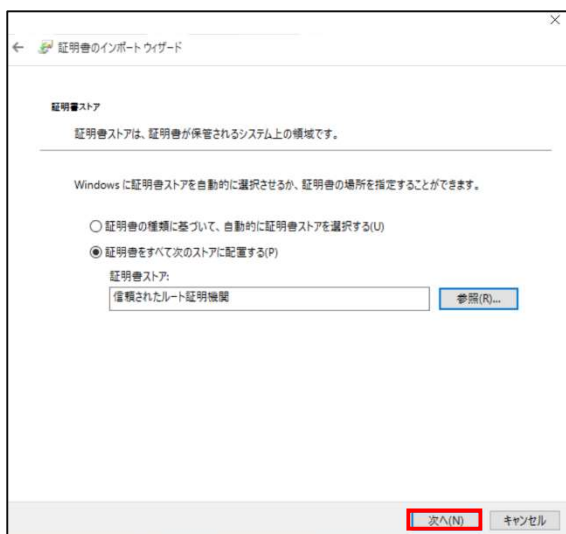 証明書のインポート ウィザード
証明書ストア
証明書ストアは、証明書が保管されるシステム上の領域です。
Windows に証明書ストアを自動的に選択させるか、証明書の場所を指定することができます。
証明書の種類に基づいて、自動的に証明書ストアを選択する(U)
証明書をすべて次のストアに配置する(P)
証明書ストア:
信頼されたルート証明機関
参照(R)...
次へ(N)
キャンセル